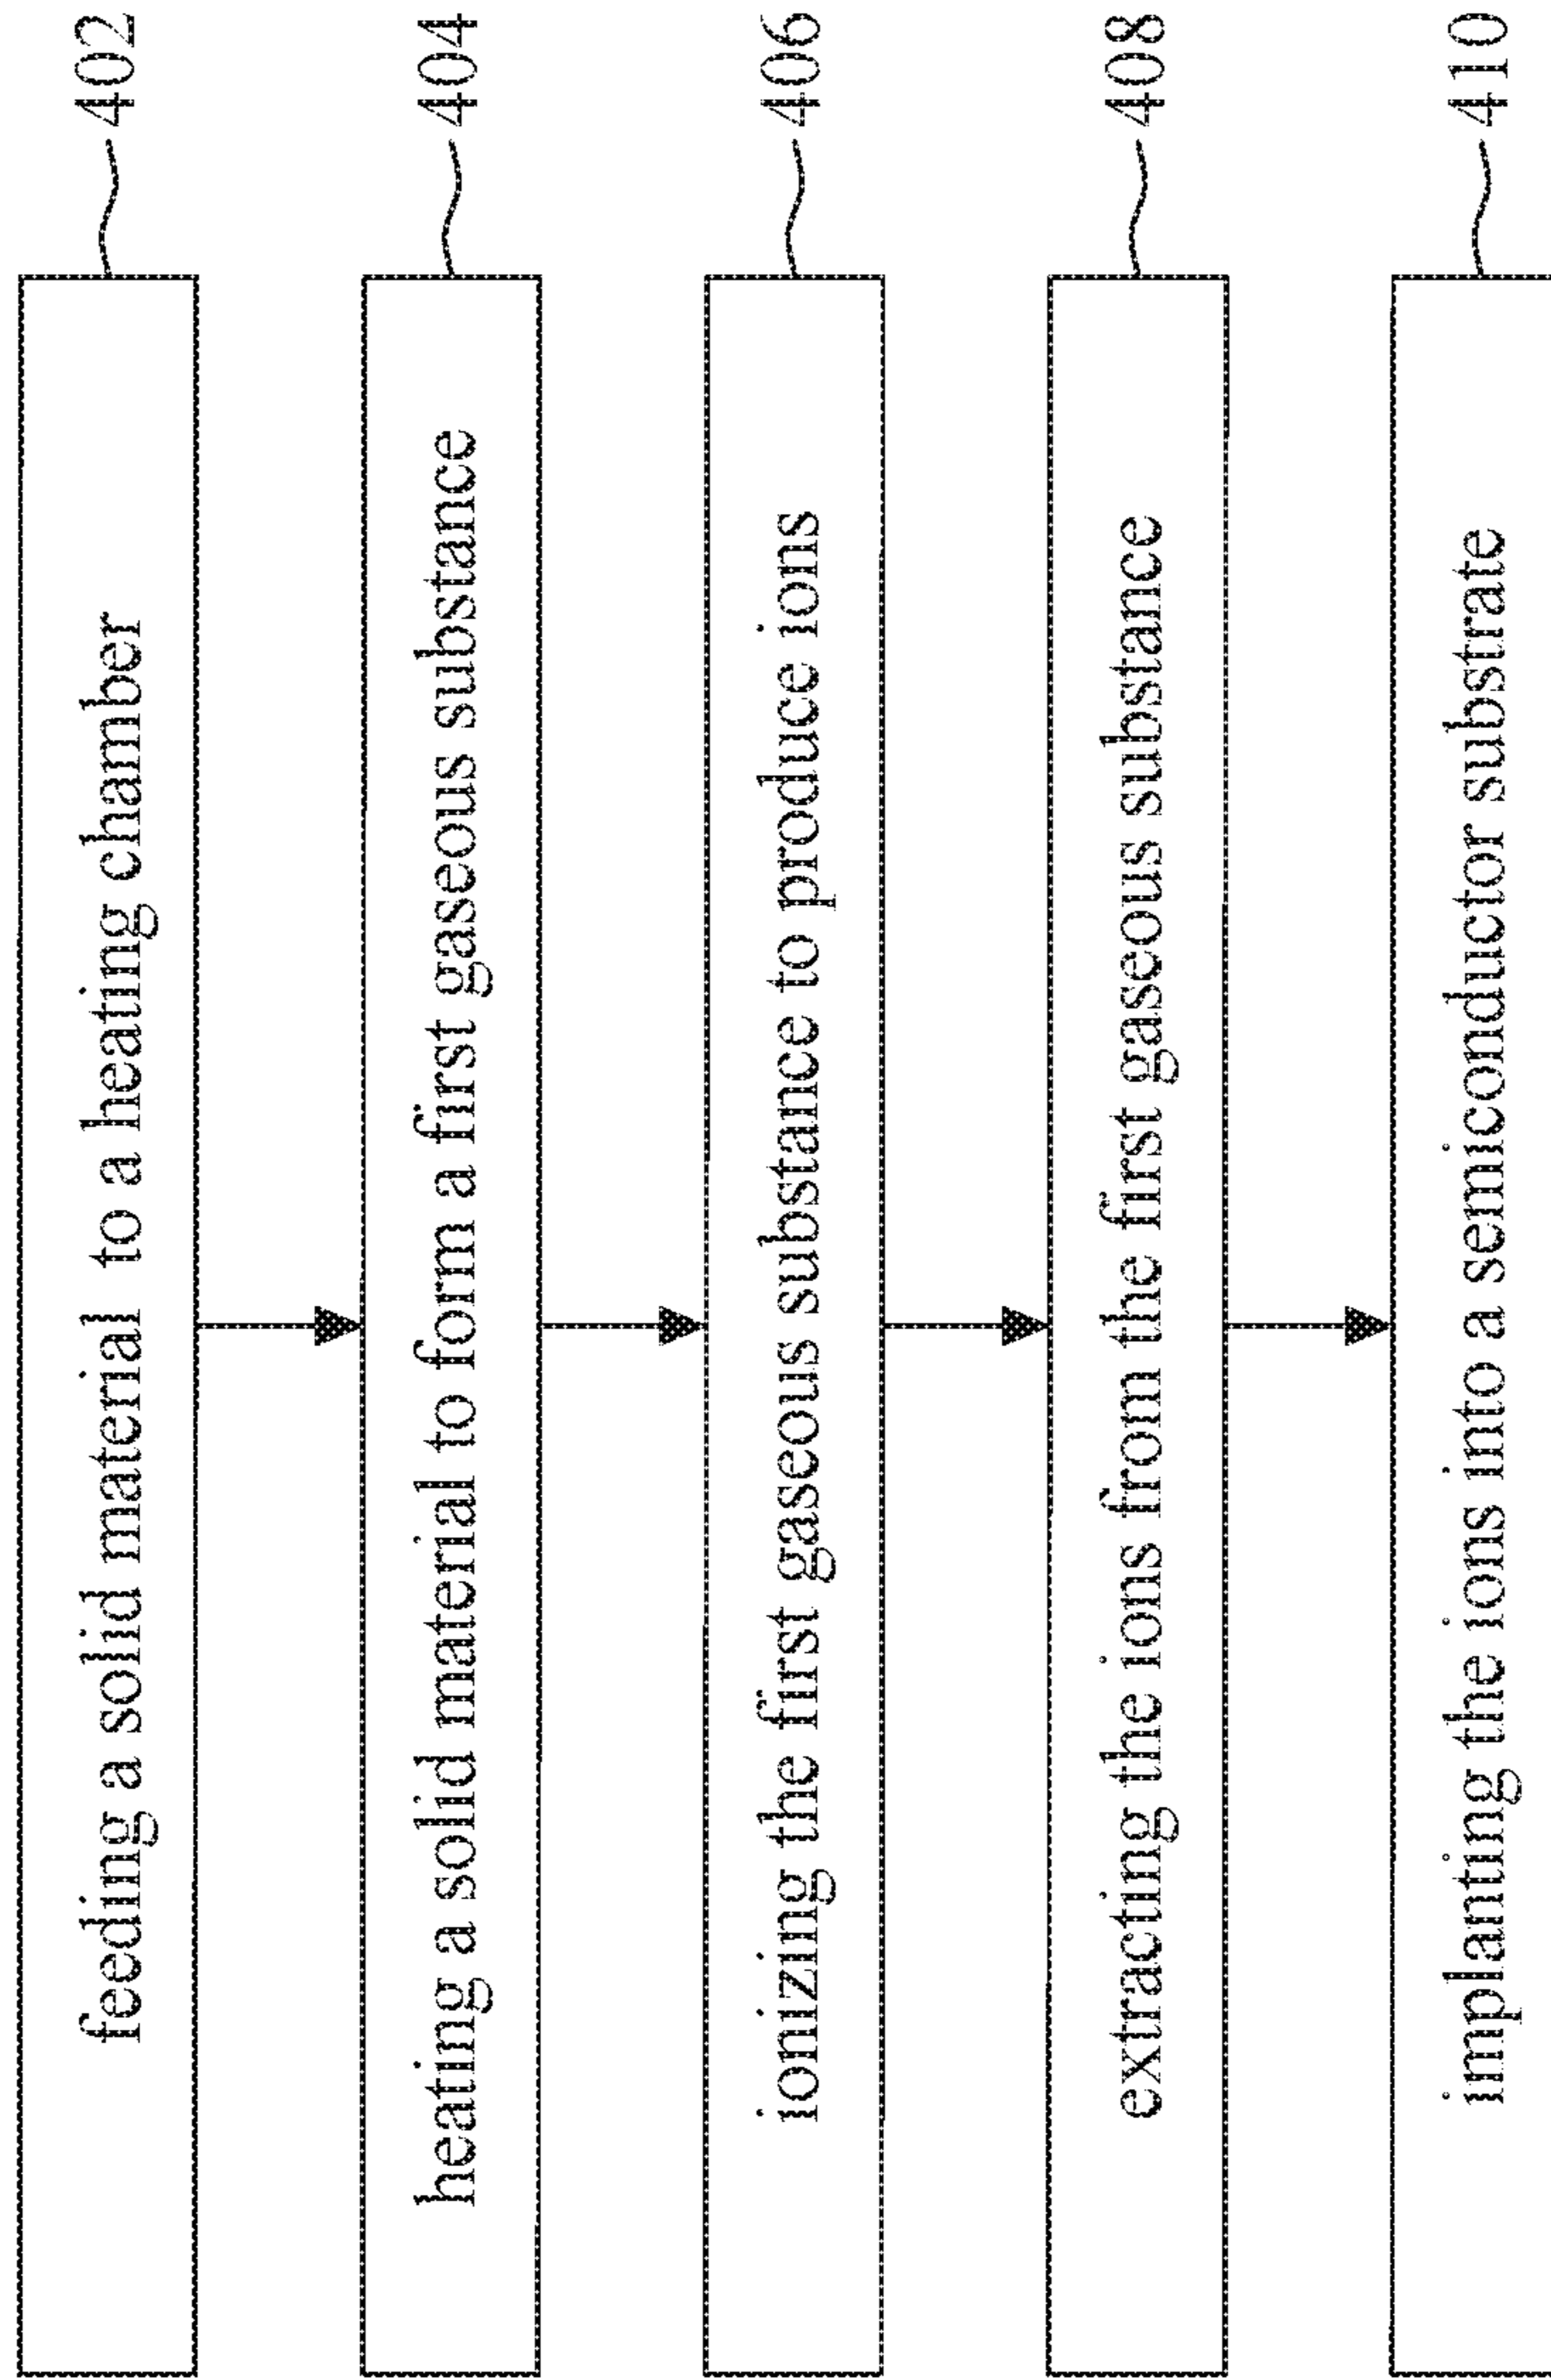 feeding a solid material to a heating chamber
402
heating a solid material to form a first gaseous substance
404
ionizing the first gaseous substance to produce ions
406
extracting the ions from the first gaseous substance
408
implanting the ions into a semiconductor substrate
410